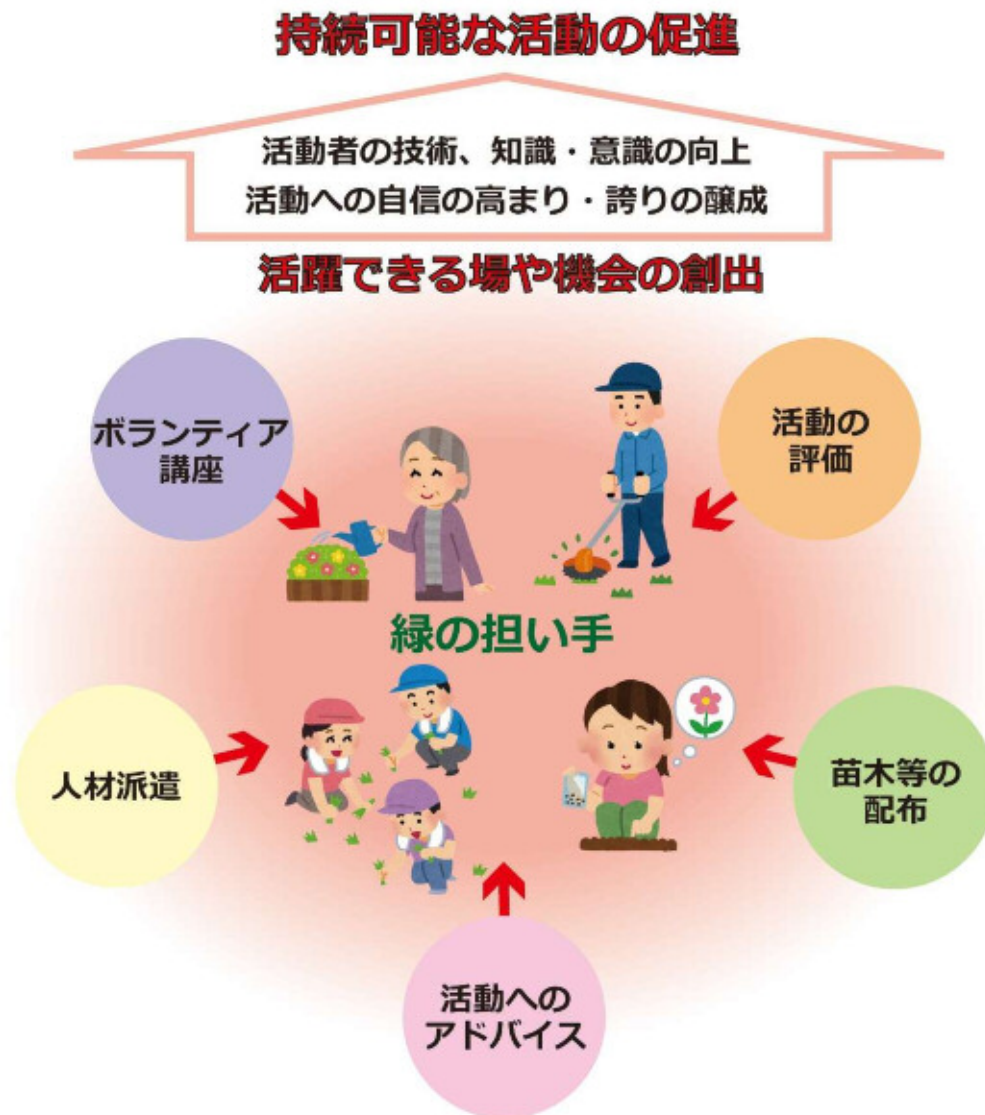 持続可能な活動の促進
活動者の技術、知識・意識の向上
活動への自信の高まり・誇りの醸成
活躍できる場や機会の創出
ボランティア
講座
活動の
評価
緑の担い手
人材派遣
苗木等の
配布
活動への
アドバイス